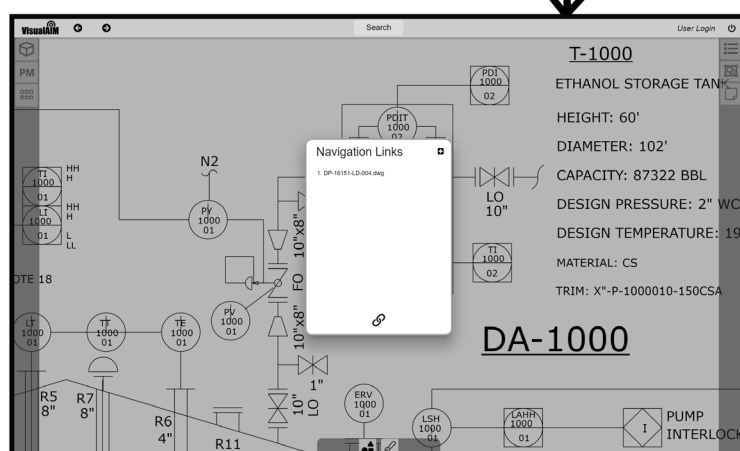 VisualAIM
Search
User Login
PM
T-1000
ETHANOL STORAGE TANK
HEIGHT: 60'
DIAMETER: 102'
CAPACITY: 87322 BBL
DESIGN PRESSURE: 2" WC
DESIGN TEMPERATURE: 19
MATERIAL: CS
TRIM: X"-P-1000010-150CSA
DA-1000
PDI
1000
02
PDIT
1000
02
Navigation Links
1. DP-16151-LD-004.dwg
N2
TI
1000
01
HH
H
LI
1000
01
HH
H
L
LL
PV
1000
01
10"x8"
LO
10"
TI
1000
02
OTE 18
FO
PV
1000
01
LT
1000
01
TT
1000
01
TE
1000
01
10"x8"
1"
R5
8"
R7
8"
R6
4"
R11
10"
LO
ERV
1000
01
LSH
1000
01
LAHH
1000
01
I
PUMP
INTERLOCK